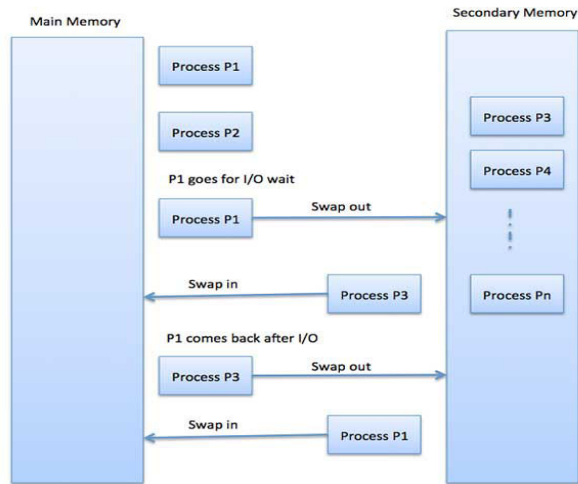 Secondary Memory
Main Memory
Process P1
Process P3
Process P2
Process P4
P1 goes for I/O wait
Process P1
Swap out
Swap in
Process P3
Process Pn
P1 comes back after I/O
Process P3
Swap out
Swap in
Process P1